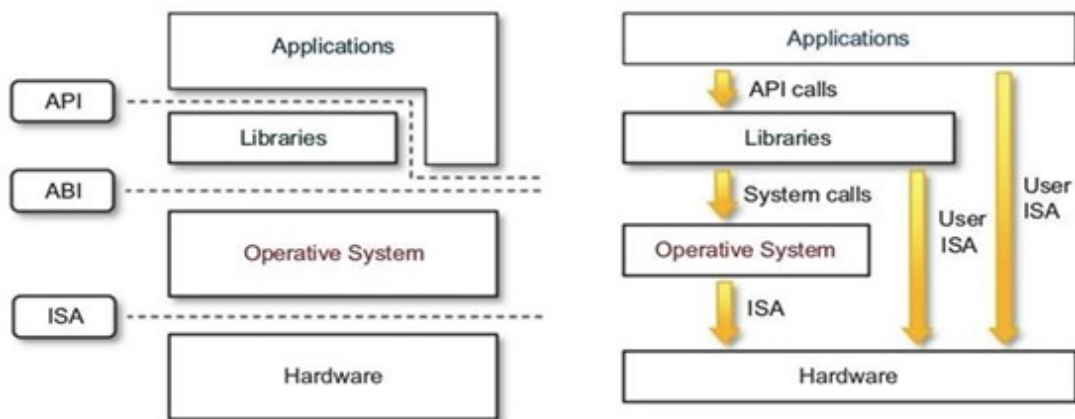 Applications
API
Libraries
ABI
Operative System
ISA
Hardware
Applications
API calls
Libraries
System calls
User
ISA
User
ISA
Operative System
ISA
Hardware